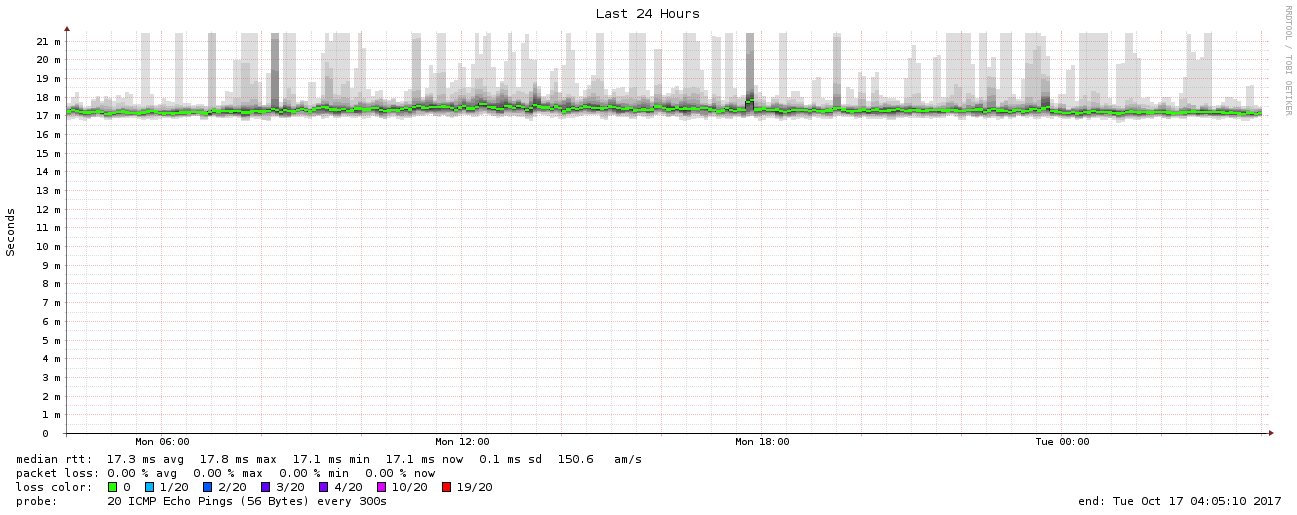 Last 24 Hours
RRDTOOL / TOBI OETIKER
Seconds
21 m
20 m
19 m
18 m
17 m
16 m
15 m
14 m
13 m
12 m
11 m
10 m
9 m
8 m
7 m
6 m
5 m
4 m
3 m
2 m
1 m
0
Mon 06:00 Mon 12:00 Mon 18:00 Tue 00:00
median rtt: 17.3 ms avg 17.8 ms max 17.1 ms min 17.1 ms now 0.1 ms sd 150.6 am/s
packet loss: 0.00 % avg 0.00 % max 0.00 % min 0.00 % now
loss color: 0 1/20 2/20 3/20 4/20 10/20 19/20
probe: 20 ICMP Echo Pings (56 Bytes) every 300s end: Tue Oct 17 04:05:10 2017